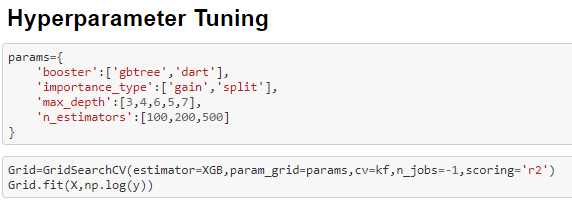 Hyperparameter Tuning
params={
    'booster':['gbtree','dart'],
    'importance_type':['gain','split'],
    'max_depth':[3,4,6,5,7],
    'n_estimators':[100,200,500]
}
Grid=GridSearchCV(estimator=XGB,param_grid=params,cv=kf,n_jobs=-1,scoring='r2')
Grid.fit(X,np.log(y))